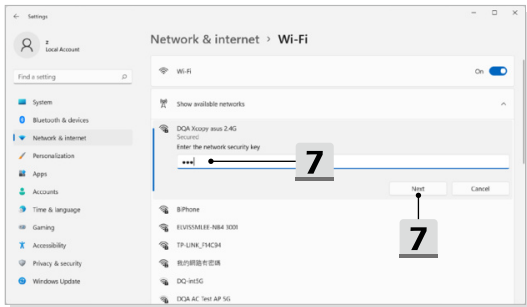 Settings
z
Local Account
Find a setting
System
Bluetooth & devices
Network & internet
Personalization
Apps
Accounts
Time & language
Gaming
Accessibility
Privacy & security
Windows Update
Network & internet > Wi-Fi
Wi-Fi
On
Show available networks
DQA Xcopy asus 2.4G
Secured
Enter the network security key
•••
7
Next
Cancel
7
BiPhone
ELVISSMLEE-NB4 3001
TP-LINK_F14C94
我的網路有密碼
DQ-Int5G
DQA AC Test AP 5G